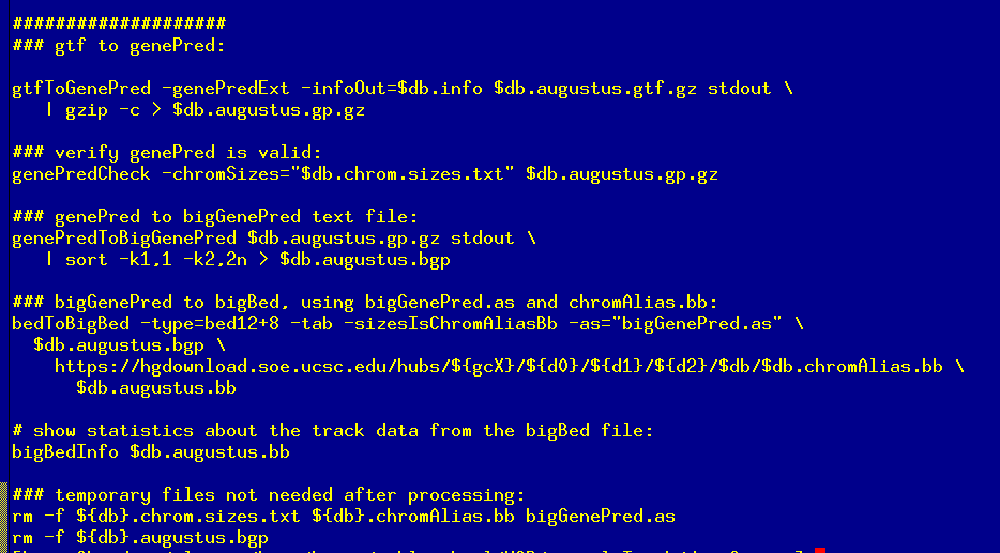 ####################
### gtf to genePred:
gtfToGenePred -genePredExt -infoOut=$db.info $db.augustus.gtf.gz stdout \
| gzip -c > $db.augustus.gp.gz
### verify genePred is valid:
genePredCheck -chromSizes="$db.chrom.sizes.txt" $db.augustus.gp.gz
### genePred to bigGenePred text file:
genePredToBigGenePred $db.augustus.gp.gz stdout \
| sort -k1,1 -k2,2n > $db.augustus.bgp
### bigGenePred to bigBed, using bigGenePred.as and chromAlias.bb:
bedToBigBed -type=bed12+8 -tab -sizesIsChromAliasBb -as="bigGenePred.as" \
$db.augustus.bgp \
https://hgdownload.soe.ucsc.edu/hubs/${gcX}/${d0}/${d1}/${d2}/$db/$db.chromAlias.bb \
$db.augustus.bb
# show statistics about the track data from the bigBed file:
bigBedInfo $db.augustus.bb
### temporary files not needed after processing:
rm -f ${db}.chrom.sizes.txt ${db}.chromAlias.bb bigGenePred.as
rm -f ${db}.augustus.bgp